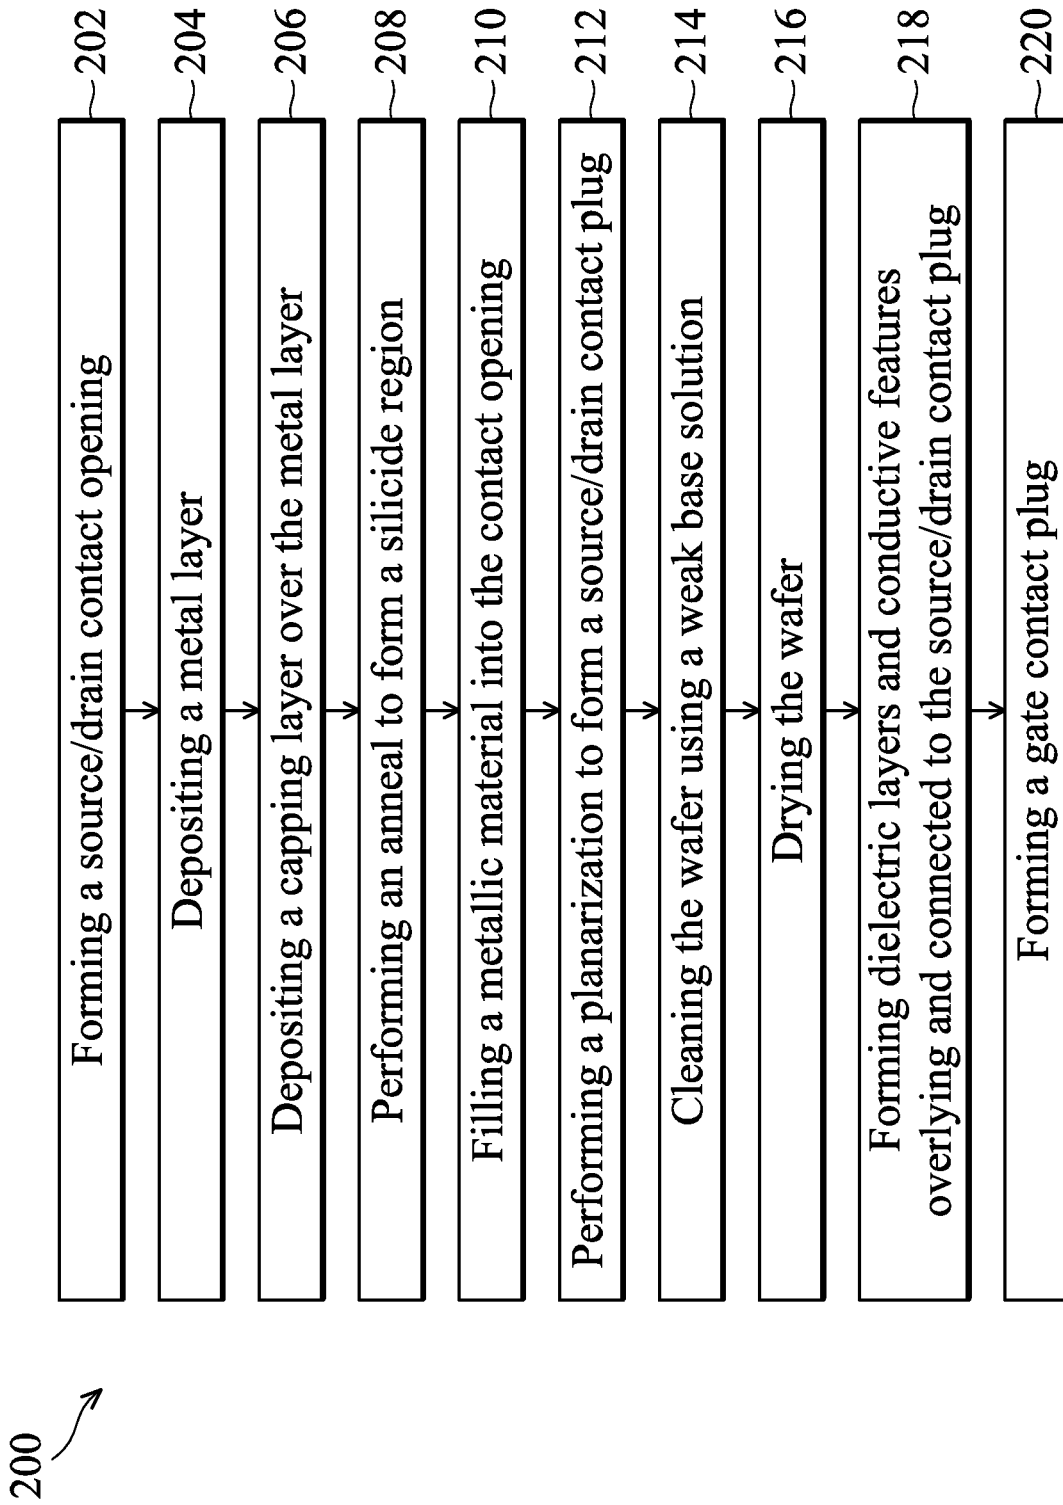 200
Forming a source/drain contact opening
202
Depositing a metal layer
204
Depositing a capping layer over the metal layer
206
Performing an anneal to form a silicide region
208
Filling a metallic material into the contact opening
210
Performing a planarization to form a source/drain contact plug
212
Cleaning the wafer using a weak base solution
214
Drying the wafer
216
Forming dielectric layers and conductive features
overlying and connected to the source/drain contact plug
218
Forming a gate contact plug
220